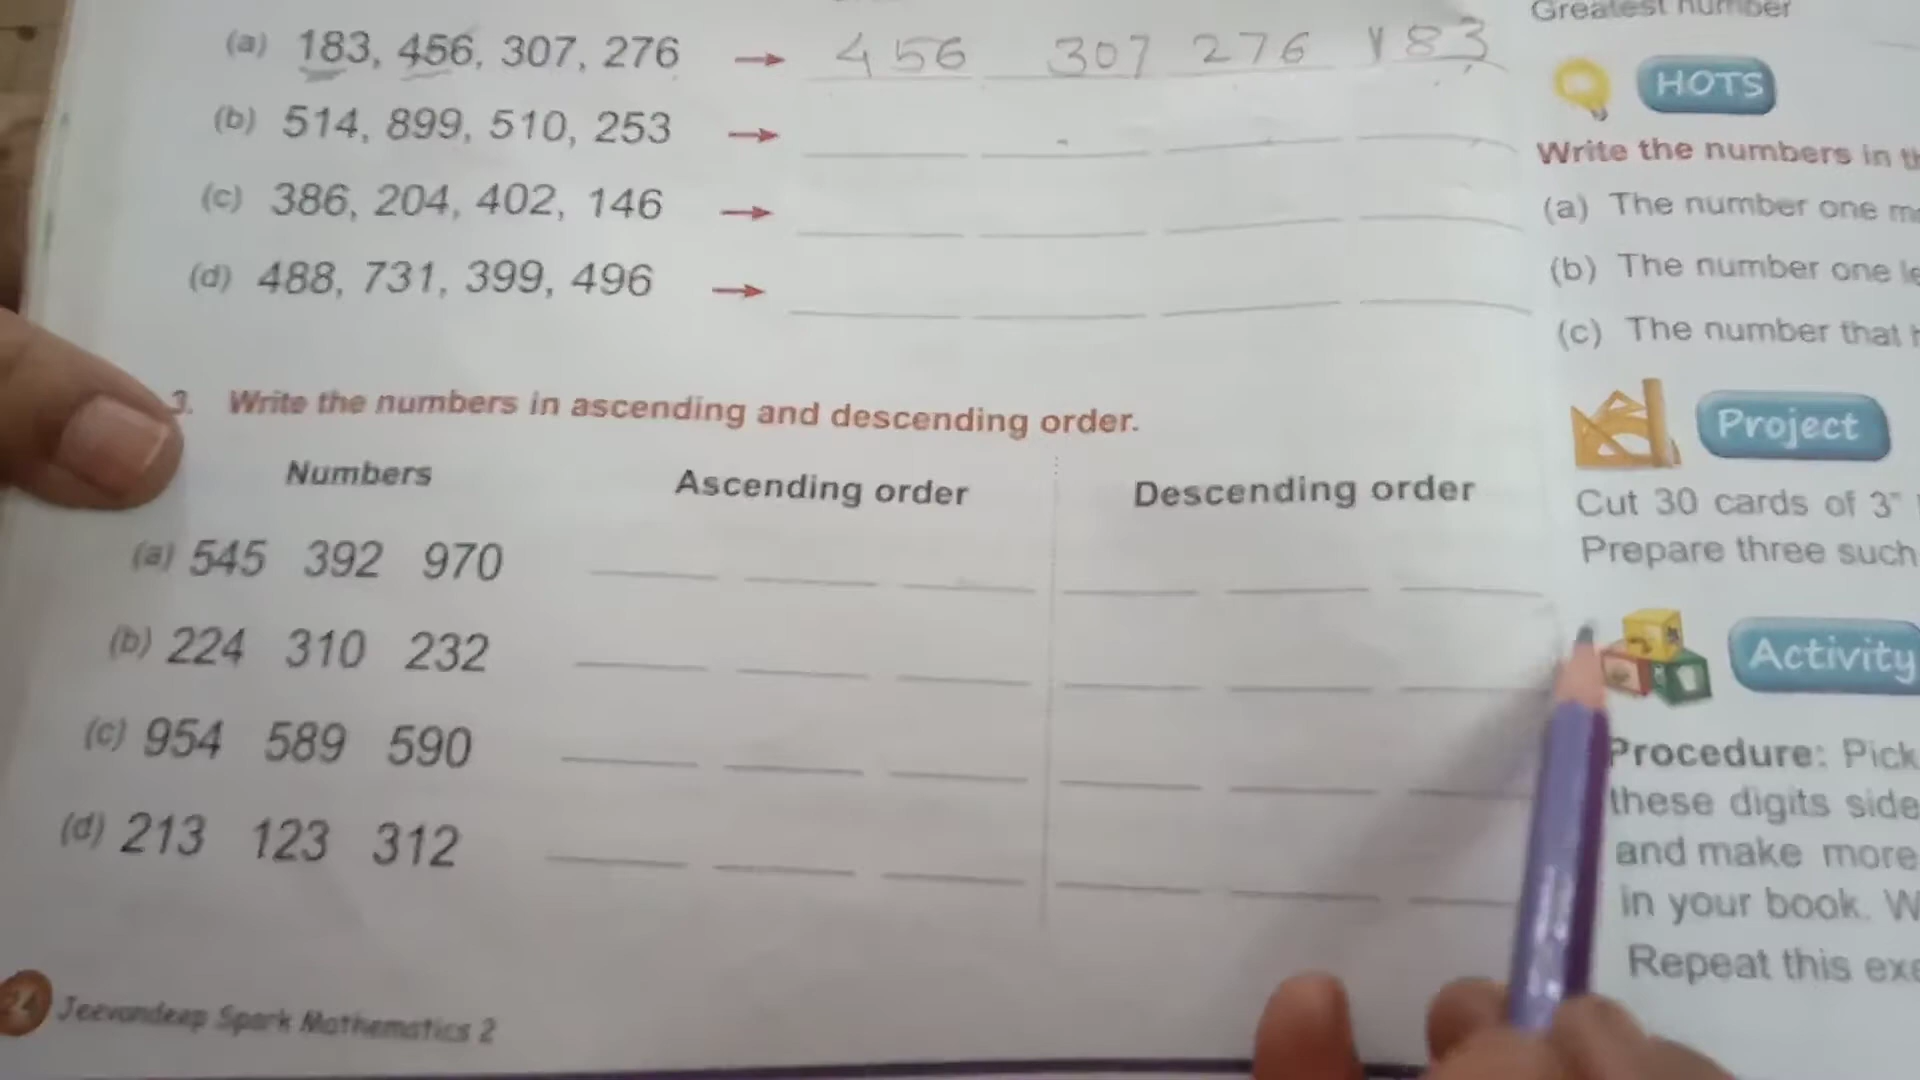 Greatest number
(a) 183, 456, 307, 276 → 456 307 276 183
(b) 514, 899, 510, 253 →
(c) 386, 204, 402, 146 →
(d) 488, 731, 399, 496 →
3. Write the numbers in ascending and descending order.
Numbers Ascending order Descending order
(a) 545 392 970
(b) 224 310 232
(c) 954 589 590
(d) 213 123 312
24 Jeevandeep Spark Mathematics 2
HOTS
Write the numbers in th
(a) The number one m
(b) The number one le
(c) The number that h
Project
Cut 30 cards of 3"
Prepare three such
Activity
Procedure: Pick
these digits side
and make more
in your book. W
Repeat this exe